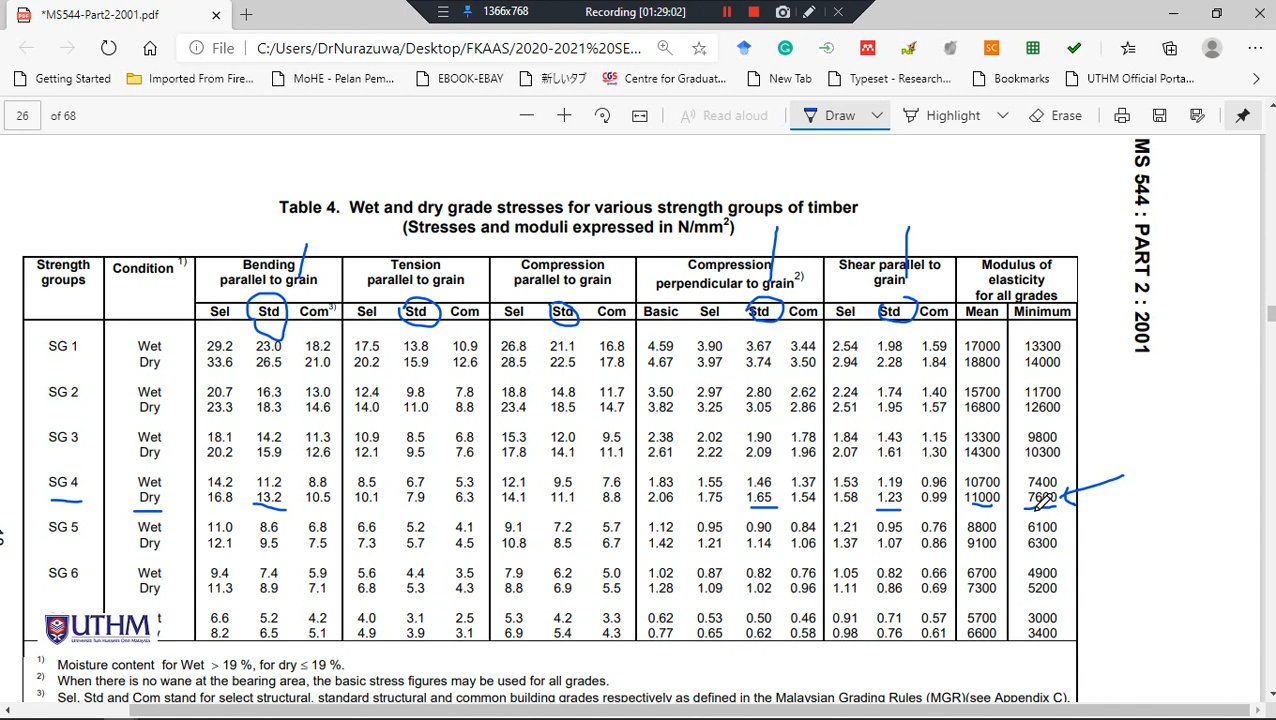 *MS544-Part2-2001.pdf
1366x768
Recording [01:29:02]
File C:/Users/DrNurazuwa/Desktop/FKAAS/2020-2021%20SE...
Getting Started Imported From Fire... MoHE - Pelan Pem... EBOOK-EBAY 新しいタブ Centre for Graduat... New Tab Typeset - Researc... Bookmarks UTHM Official Porta...
26 of 68 Read aloud Draw Highlight Erase
MS 544 : PART 2 : 2001
Table 4. Wet and dry grade stresses for various strength groups of timber
(Stresses and moduli expressed in N/mm2)
Strength groups Condition 1) Bending parallel to grain Tension parallel to grain Compression parallel to grain Compression perpendicular to grain2) Shear parallel to grain Modulus of elasticity for all grades
Sel Std Com3) Sel Std Com Sel Std Com Basic Sel Std Com Sel Std Com Mean Minimum
SG 1 Wet 29.2 23.0 18.2 17.5 13.8 10.9 26.8 21.1 16.8 4.59 3.90 3.67 3.44 2.54 1.98 1.59 17000 13300
Dry 33.6 26.5 21.0 20.2 15.9 12.6 28.5 22.5 17.8 4.67 3.97 3.74 3.50 2.94 2.28 1.84 18800 14000
SG 2 Wet 20.7 16.3 13.0 12.4 9.8 7.8 18.8 14.8 11.7 3.50 2.97 2.80 2.62 2.24 1.74 1.40 15700 11700
Dry 23.3 18.3 14.6 14.0 11.0 8.8 23.4 18.5 14.7 3.82 3.25 3.05 2.86 2.51 1.95 1.57 16800 12600
SG 3 Wet 18.1 14.2 11.3 10.9 8.5 6.8 15.3 12.0 9.5 2.38 2.02 1.90 1.78 1.84 1.43 1.15 13300 9800
Dry 20.2 15.9 12.6 12.1 9.5 7.6 17.8 14.1 11.1 2.61 2.22 2.09 1.96 2.07 1.61 1.30 14300 10300
SG 4 Wet 14.2 11.2 8.8 8.5 6.7 5.3 12.1 9.5 7.6 1.83 1.55 1.46 1.37 1.53 1.19 0.96 10700 7400
Dry 16.8 13.2 10.5 10.1 7.9 6.3 14.1 11.1 8.8 2.06 1.75 1.65 1.54 1.58 1.23 0.99 11000
SG 5 Wet 11.0 8.6 6.8 6.6 5.2 4.1 9.1 7.2 5.7 1.12 0.95 0.90 0.84 1.21 0.95 0.76 8800 6100
Dry 12.1 9.5 7.5 7.3 5.7 4.5 10.8 8.5 6.7 1.42 1.21 1.14 1.06 1.37 1.07 0.86 9100 6300
SG 6 Wet 9.4 7.4 5.9 5.6 4.4 3.5 7.9 6.2 5.0 1.02 0.87 0.82 0.76 1.05 0.82 0.66 6700 4900
Dry 11.3 8.9 7.1 6.8 5.3 4.3 8.8 6.9 5.5 1.28 1.09 1.02 0.96 1.11 0.86 0.69 7300 5200
6.6 5.2 4.2 4.0 3.1 2.5 5.3 4.2 3.3 0.62 0.53 0.50 0.46 0.91 0.71 0.57 5700 3000
8.2 6.5 5.1 4.9 3.9 3.1 6.9 5.4 4.3 0.77 0.65 0.62 0.58 0.98 0.76 0.61 6600 3400
UTHM
Universiti Tun Hussein Onn Malaysia
1) Moisture content for Wet > 19 %, for dry ≤ 19 %.
2) When there is no wane at the bearing area, the basic stress figures may be used for all grades.
3) Sel, Std and Com stand for select structural, standard structural and common building grades respectively as defined in the Malaysian Grading Rules (MGR)(see Appendix C).